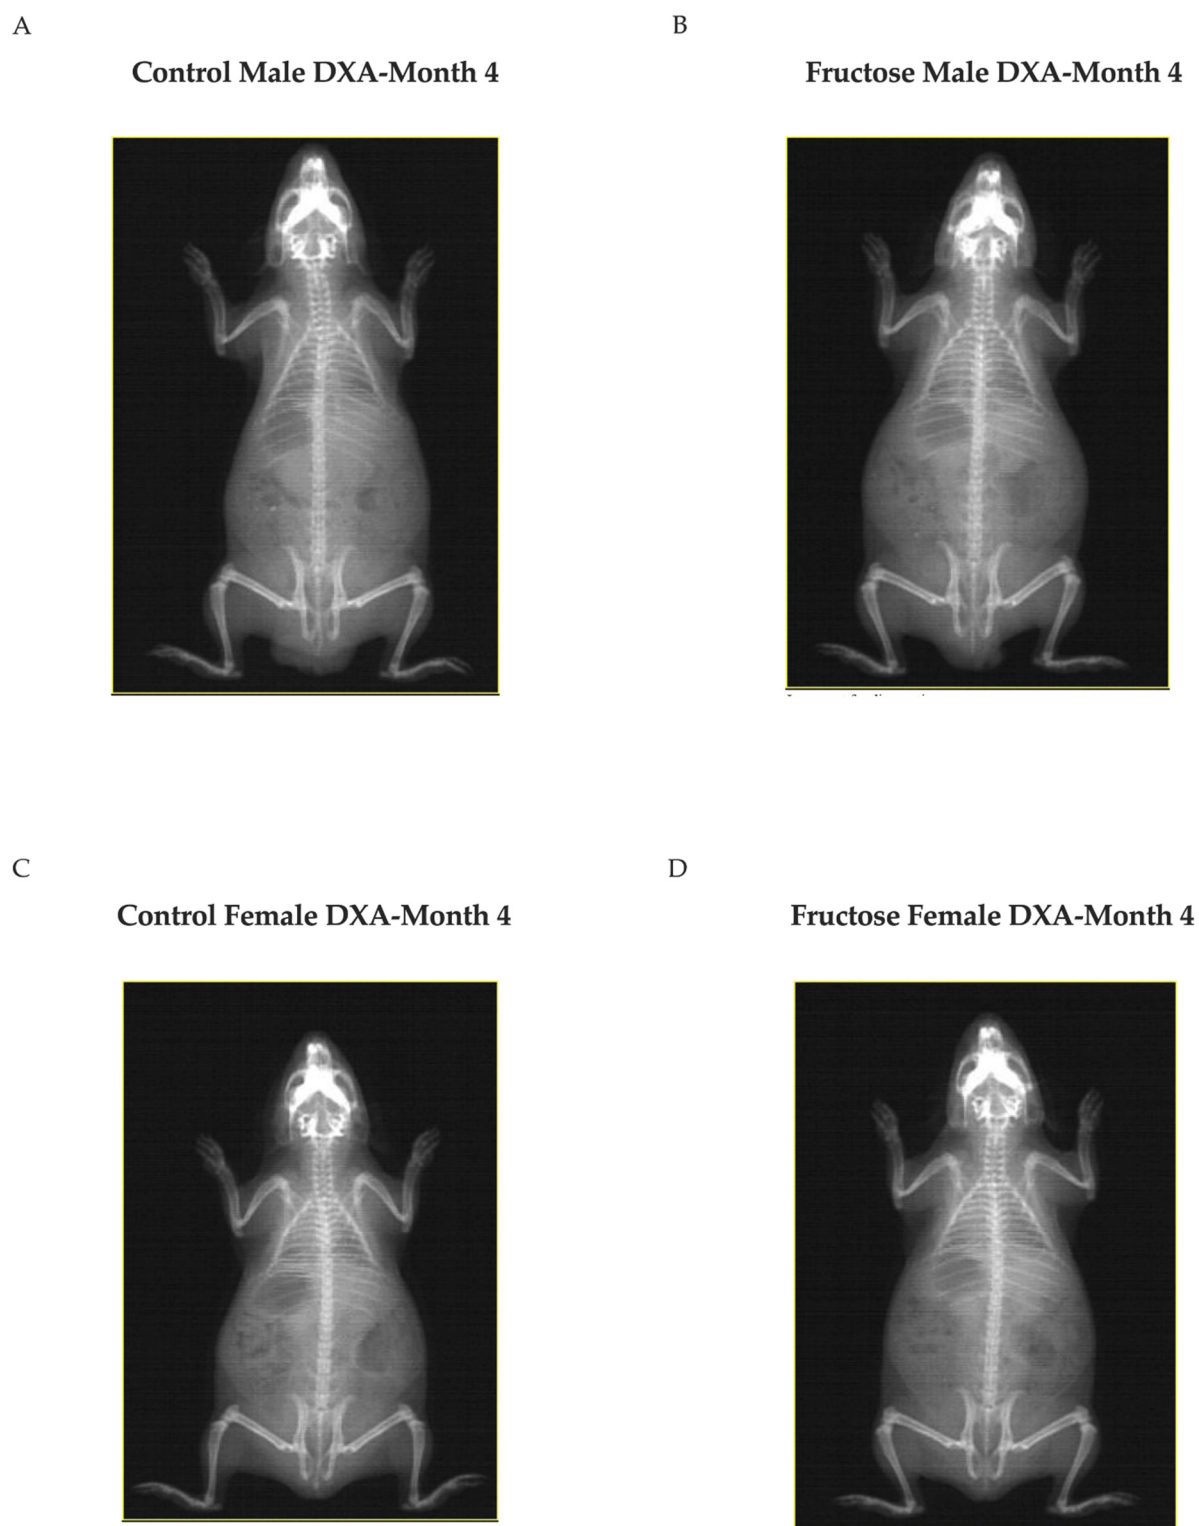 A
B
Control Male DXA-Month 4
Fructose Male DXA-Month 4
C
D
Control Female DXA-Month 4
Fructose Female DXA-Month 4